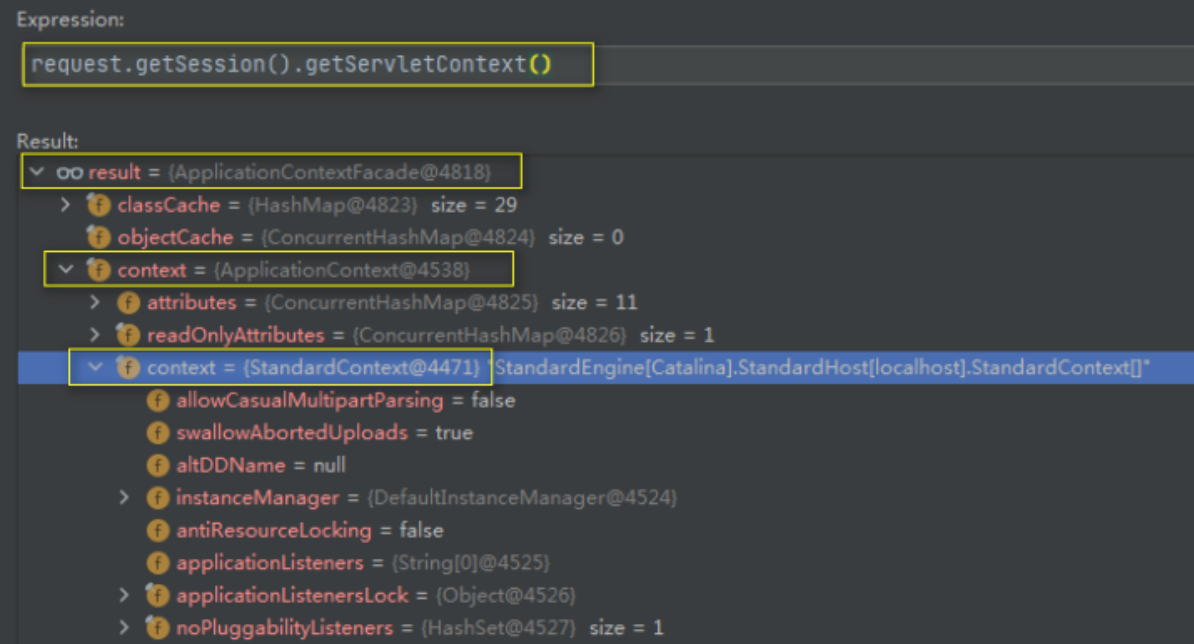 Expression:
request.getSession().getServletContext()
Result:
oo result = {ApplicationContextFacade@4818}
f classCache = {HashMap@4823} size = 29
f objectCache = {ConcurrentHashMap@4824} size = 0
f context = {ApplicationContext@4538}
f attributes = {ConcurrentHashMap@4825} size = 11
f readOnlyAttributes = {ConcurrentHashMap@4826} size = 1
f context = {StandardContext@4471} "StandardEngine[Catalina].StandardHost[localhost].StandardContext[]"
f allowCasualMultipartParsing = false
f swallowAbortedUploads = true
f altDDName = null
f instanceManager = {DefaultInstanceManager@4524}
f antiResourceLocking = false
f applicationListeners = {String[0]@4525}
f applicationListenersLock = {Object@4526}
f noPluggabilityListeners = {HashSet@4527} size = 1